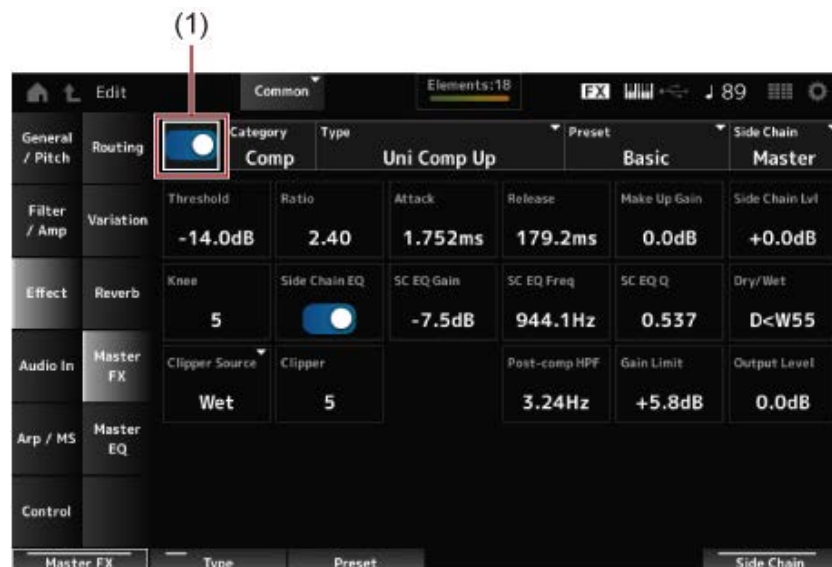 (1)
Edit
Common
Elements:18
FX
89
General / Pitch
Routing
Category
Comp
Type
Uni Comp Up
Preset
Basic
Side Chain
Master
Filter / Amp
Variation
Threshold
-14.0dB
Ratio
2.40
Attack
1.752ms
Release
179.2ms
Make Up Gain
0.0dB
Side Chain Lvl
+0.0dB
Effect
Reverb
Knee
5
Side Chain EQ
SC EQ Gain
-7.5dB
SC EQ Freq
944.1Hz
SC EQ Q
0.537
Dry/Wet
D<W55
Audio In
Master FX
Clipper Source
Wet
Clipper
5
Post-comp HPF
3.24Hz
Gain Limit
+5.8dB
Output Level
0.0dB
Arp / MS
Master EQ
Control
Master FX
Type
Preset
Side Chain